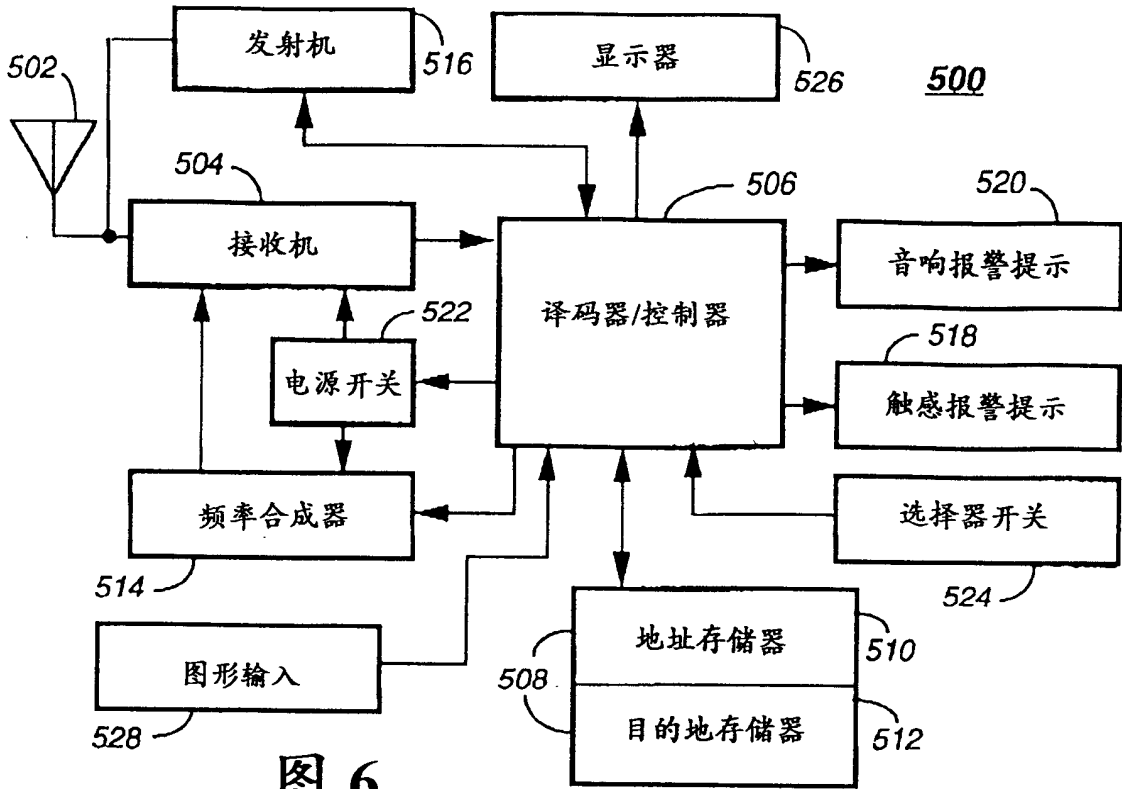 发射机
516
显示器
526
500
502
504
506
520
接收机
音响报警提示
译码器/控制器
522
518
电源开关
触感报警提示
频率合成器
选择器开关
514
524
地址存储器
510
图形输入
508
目的地存储器
512
528
图 6